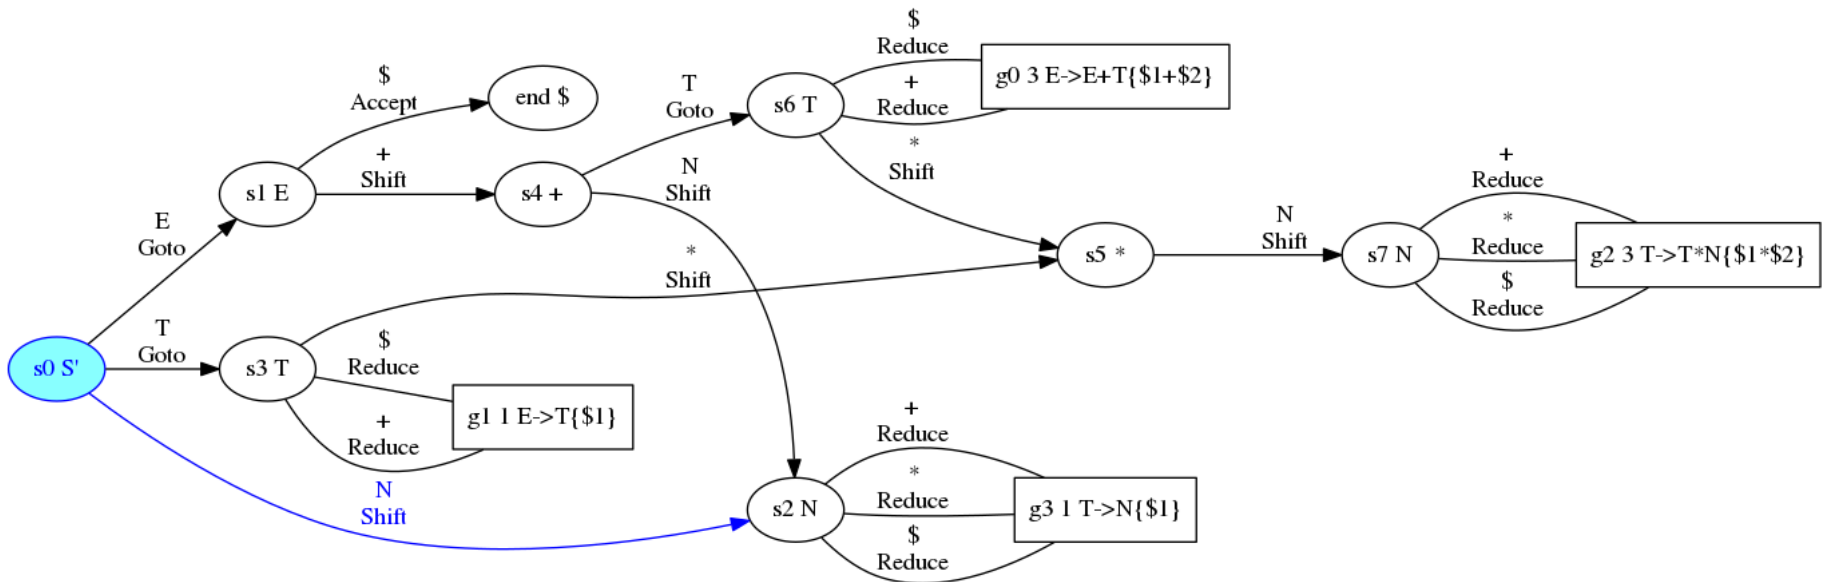 $
Reduce
g0 3 E->E+T{$1+$2}
$
Accept
end $
T
Goto
s6 T
+
Reduce
*
Shift
+
Shift
s1 E
s4 +
N
Shift
+
Reduce
E
Goto
*
Shift
s5 *
N
Shift
s7 N
*
Reduce
g2 3 T->T*N{$1*$2}
$
Reduce
T
Goto
s0 S'
s3 T
$
Reduce
g1 1 E->T{$1}
+
Reduce
+
Reduce
N
Shift
s2 N
*
Reduce
g3 1 T->N{$1}
$
Reduce